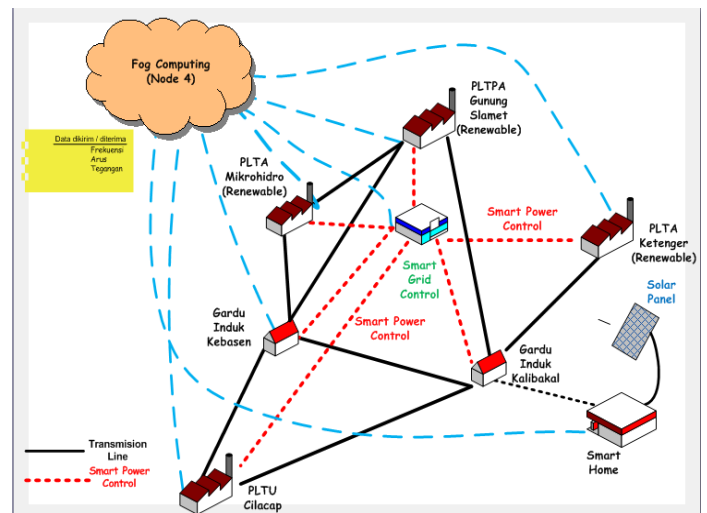 Fog Computing
(Node 4)
Data dikirim / diterima
Frekuensi
Arus
Tegangan
PLTPA
Gunung
Slamet
(Renewable)
PLTA
Mikrohidro
(Renewable)
Smart Power
Control
PLTA
Ketenger
(Renewable)
Smart
Grid
Control
Solar
Panel
Gardu
Induk
Kebasen
Smart Power
Control
Gardu
Induk
Kalibakal
Transmision
Line
Smart Power
Control
Smart
Home
PLTU
Cilacap